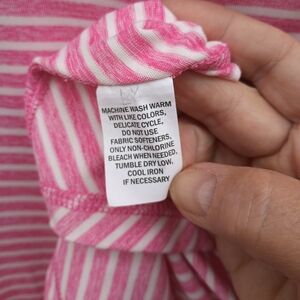 MACHINE WASH WARM
WITH LIKE COLORS,
DELICATE CYCLE,
DO NOT USE
FABRIC SOFTENERS,
ONLY NON-CHLORINE
BLEACH WHEN NEEDED,
TUMBLE DRY LOW,
COOL IRON
IF NECESSARY